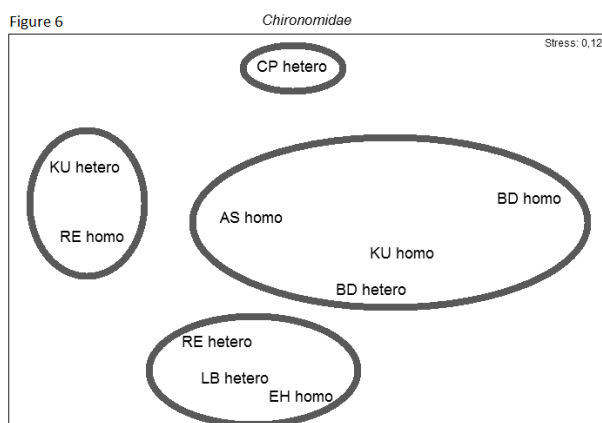 Figure 6
Chironomidae
Stress: 0,12
CP hetero
KU hetero
BD homo
AS homo
RE homo
KU homo
BD hetero
RE hetero
LB hetero
EH homo